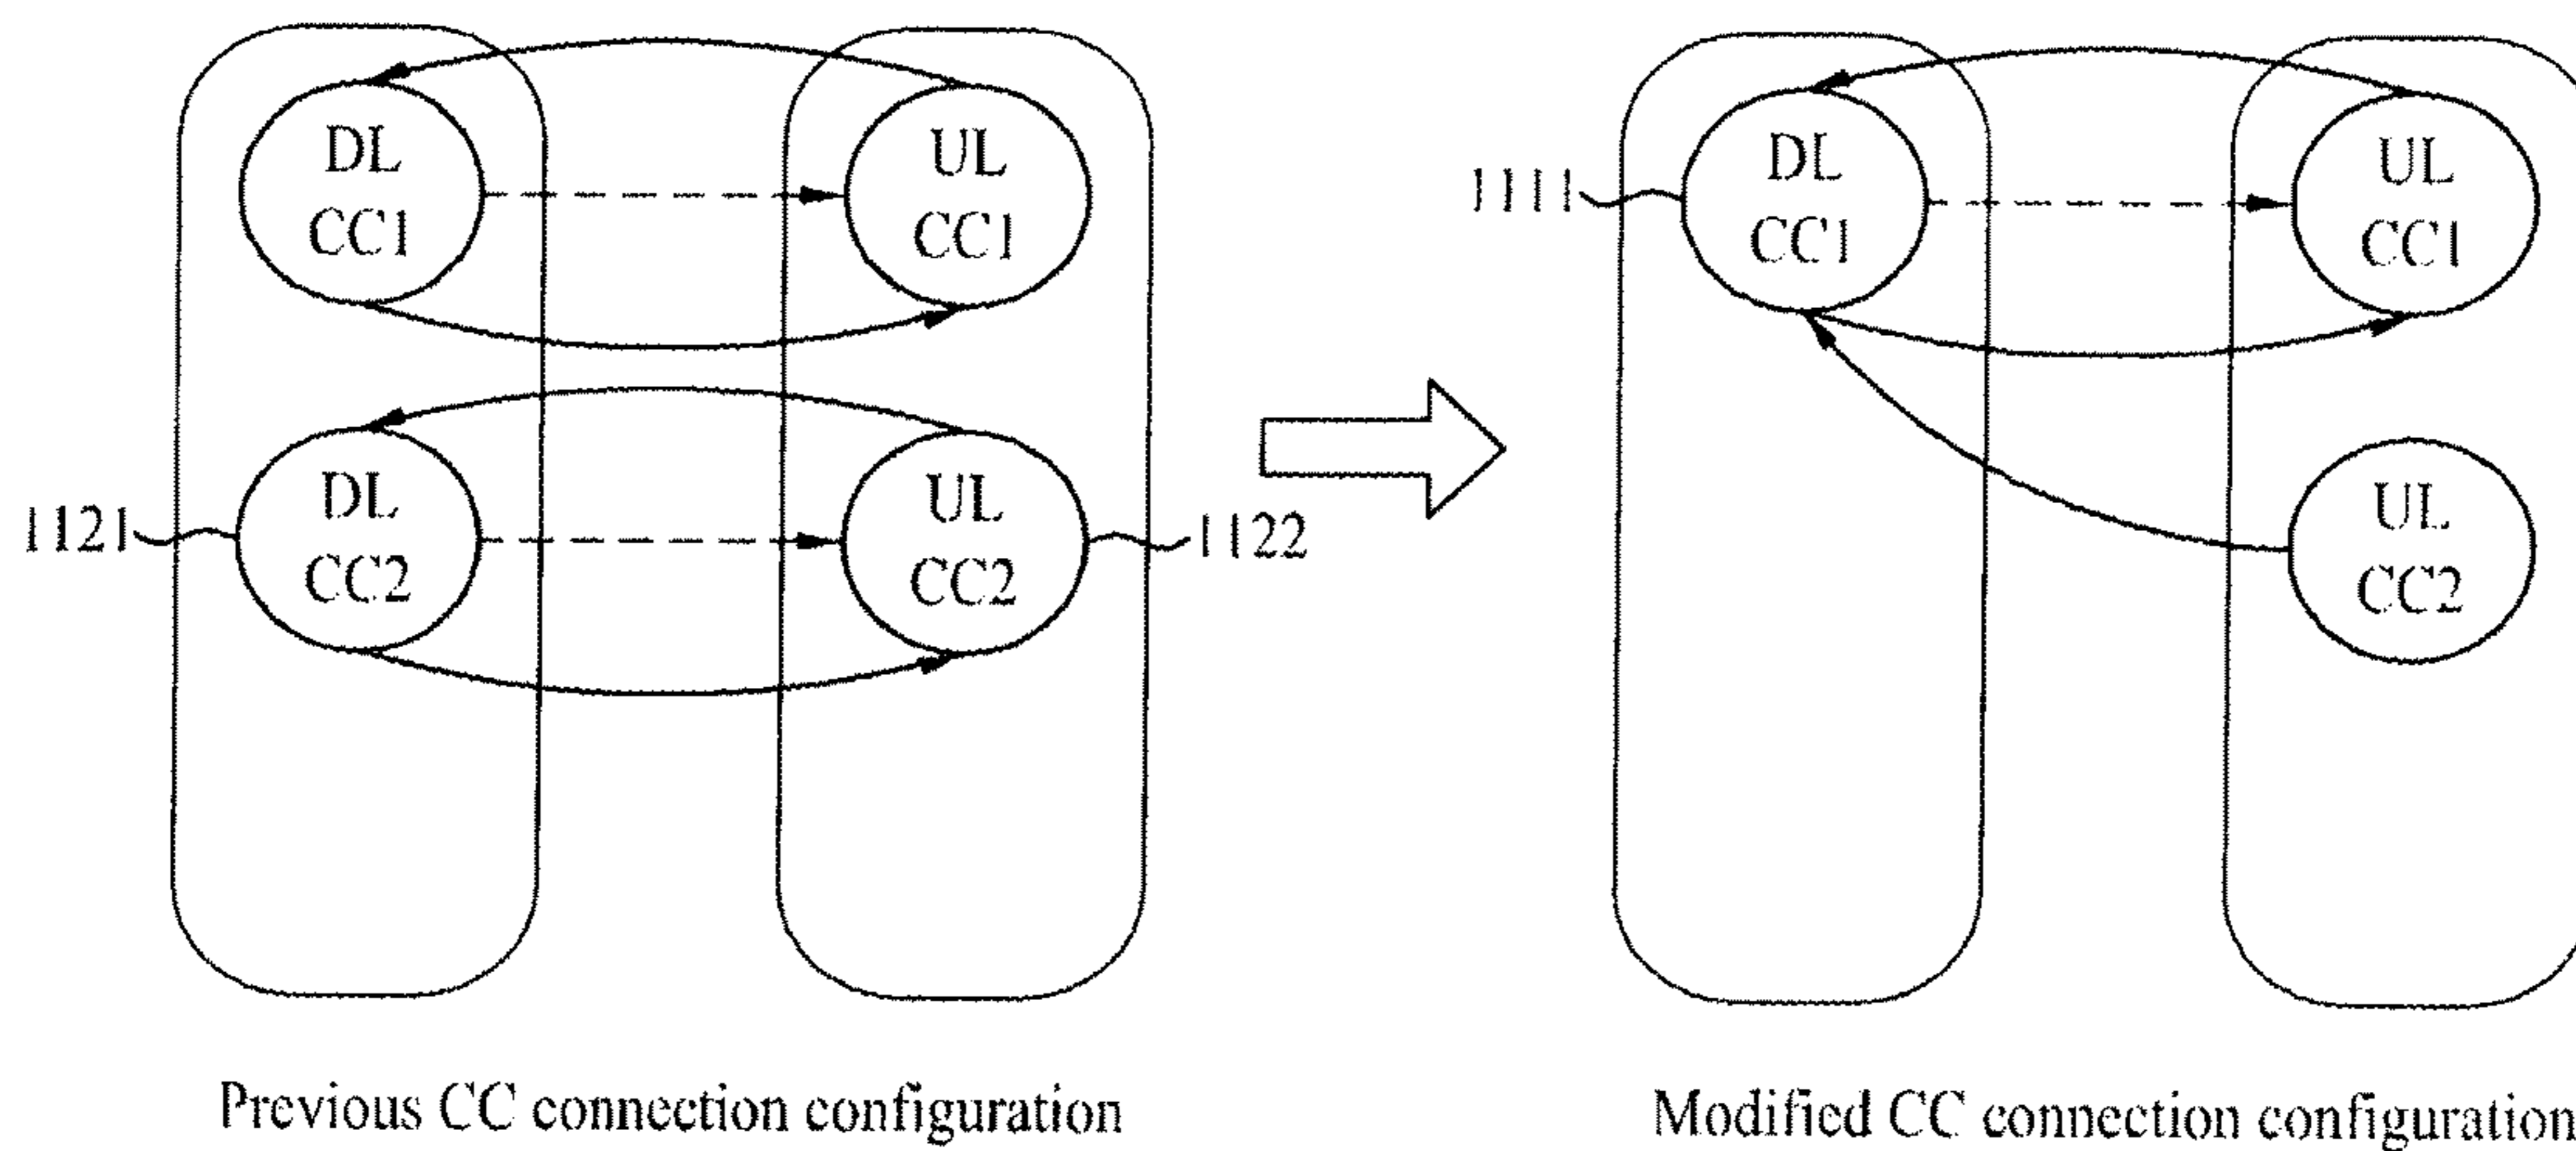 DL
CC1
UL
CC1
1121
DL
CC2
UL
CC2
1122
Previous CC connection configuration
1111
DL
CC1
UL
CC1
UL
CC2
Modified CC connection configuration